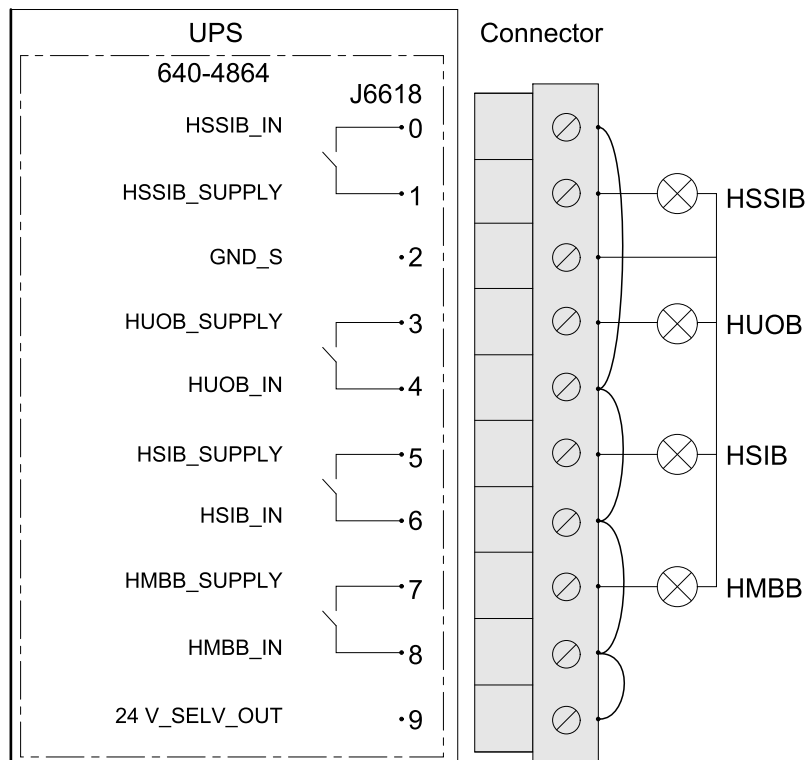 UPS
Connector
640-4864
J6618
HSSIB_IN
0
HSSIB_SUPPLY
1
HSSIB
GND_S
2
HUOB_SUPPLY
3
HUOB
HUOB_IN
4
HSIB_SUPPLY
5
HSIB
HSIB_IN
6
HMBB_SUPPLY
7
HMBB
HMBB_IN
8
24 V_SELV_OUT
9